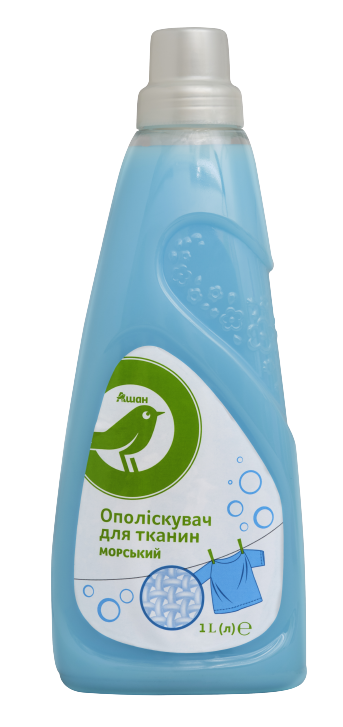 Ашан
Ополіскувач
для тканин
морський
1 L (л) ℮